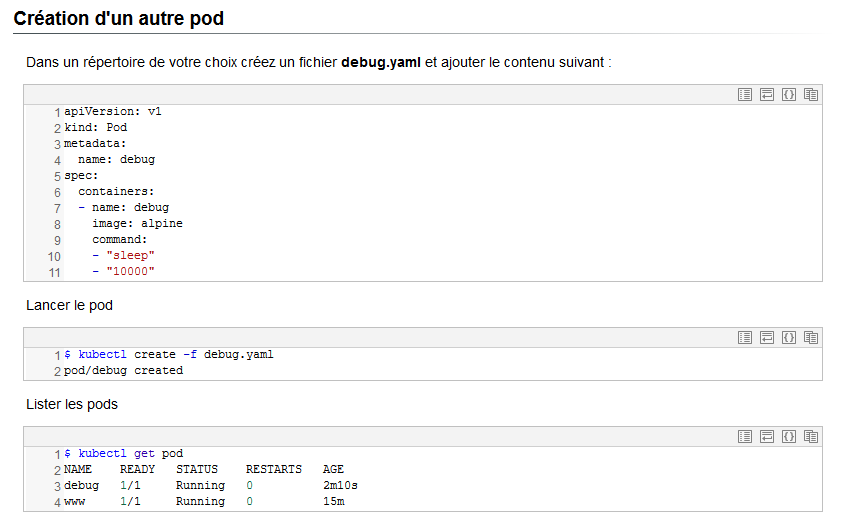 Création d'un autre pod
Dans un répertoire de votre choix créez un fichier debug.yaml et ajouter le contenu suivant :
1 apiVersion: v1
2 kind: Pod
3 metadata:
4   name: debug
5 spec:
6   containers:
7   - name: debug
8     image: alpine
9     command:
10     - "sleep"
11     - "10000"
Lancer le pod
1 $ kubectl create -f debug.yaml
2 pod/debug created
Lister les pods
1 $ kubectl get pod
2 NAME    READY   STATUS    RESTARTS   AGE
3 debug   1/1     Running   0          2m10s
4 www     1/1     Running   0          15m